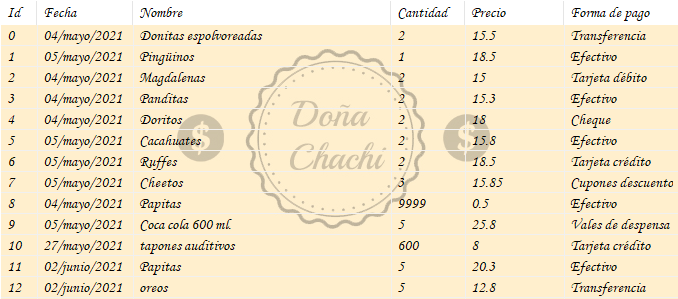 Id Fecha Nombre Cantidad Precio Forma de pago
0 04/mayo/2021 Donitas espolvoreadas 2 15.5 Transferencia
1 05/mayo/2021 Pingüinos 1 18.5 Efectivo
2 04/mayo/2021 Magdalenas 2 15 Tarjeta débito
3 04/mayo/2021 Panditas 2 15.3 Efectivo
4 04/mayo/2021 Doritos 2 18 Cheque
5 05/mayo/2021 Cacahuates 2 15.8 Efectivo
6 05/mayo/2021 Ruffes 2 18.5 Tarjeta crédito
7 05/mayo/2021 Cheetos 3 15.85 Cupones descuento
8 04/mayo/2021 Papitas 9999 0.5 Efectivo
9 05/mayo/2021 Coca cola 600 ml. 5 25.8 Vales de despensa
10 27/mayo/2021 tapones auditivos 600 8 Tarjeta crédito
11 02/junio/2021 Papitas 5 20.3 Efectivo
12 02/junio/2021 oreos 5 12.8 Transferencia
$ Doña $
Chachi